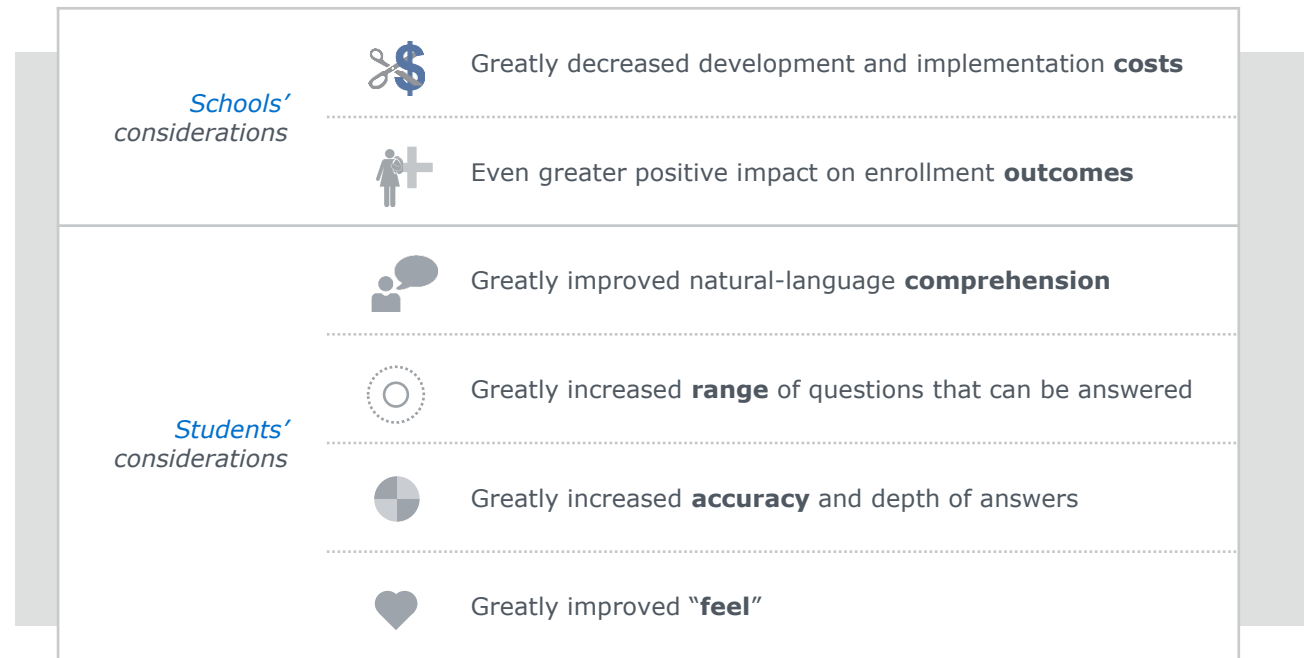 Schools’
considerations
Greatly decreased development and implementation costs
Even greater positive impact on enrollment outcomes
Students’
considerations
Greatly improved natural-language comprehension
Greatly increased range of questions that can be answered
Greatly increased accuracy and depth of answers
Greatly improved “feel”